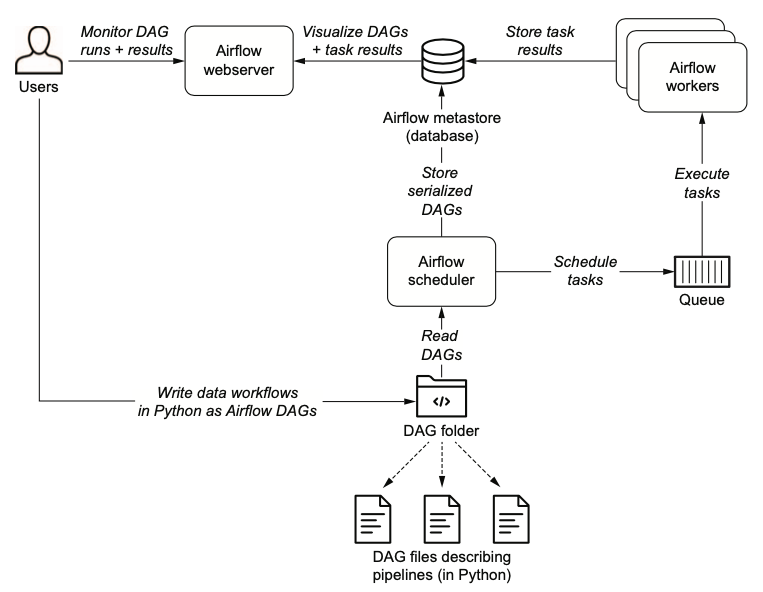 Monitor DAG
runs + results
Visualize DAGs
+ task results
Store task
results
Airflow
webserver
Airflow
workers
Users
Airflow metastore
(database)
Store
serialized
DAGs
Execute
tasks
Airflow
scheduler
Schedule
tasks
Queue
Read
DAGs
Write data workflows
in Python as Airflow DAGs
</>
DAG folder
DAG files describing
pipelines (in Python)